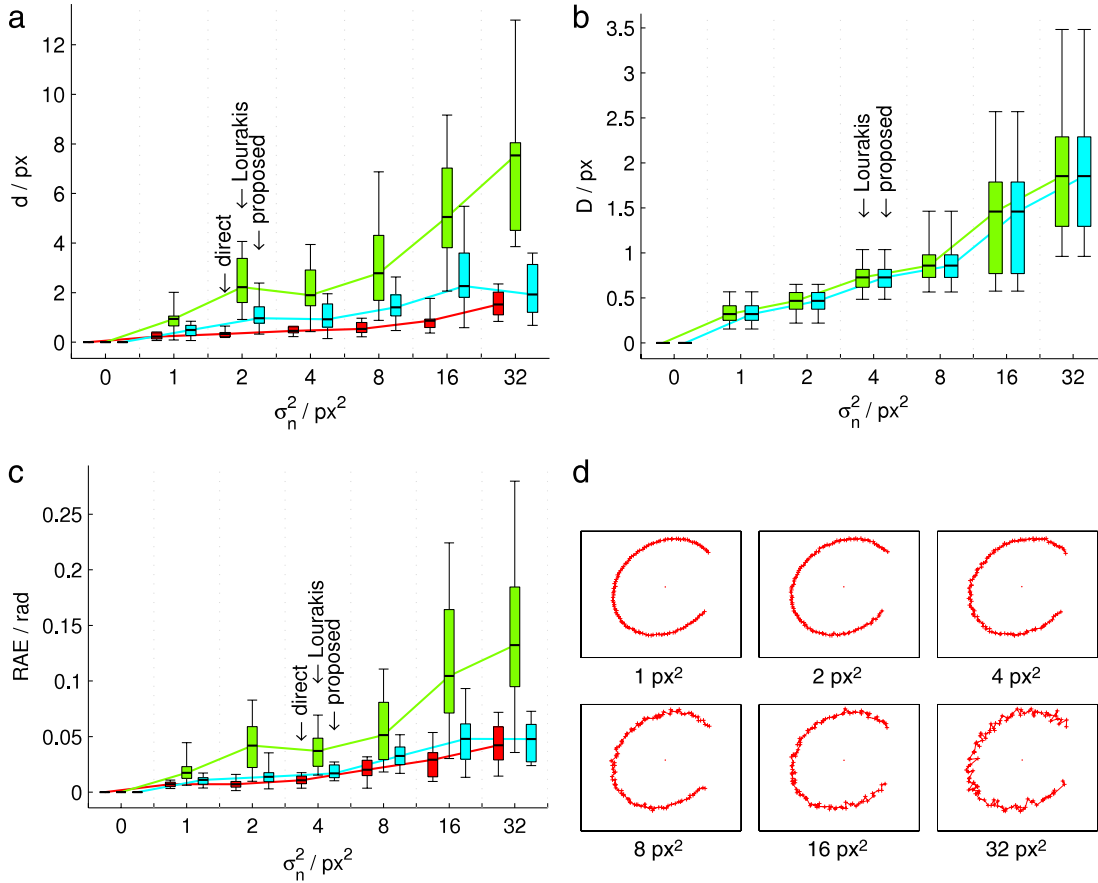 a
d / px
12
10
8
6
4
2
0
direct
Lourakis
proposed
0 1 2 4 8 16 32
σn² / px²
b
D / px
3.5
3
2.5
2
1.5
1
0.5
0
Lourakis
proposed
0 1 2 4 8 16 32
σn² / px²
c
RAE / rad
0.25
0.2
0.15
0.1
0.05
0
direct
Lourakis
proposed
0 1 2 4 8 16 32
σn² / px²
d
1 px² 2 px² 4 px²
8 px² 16 px² 32 px²